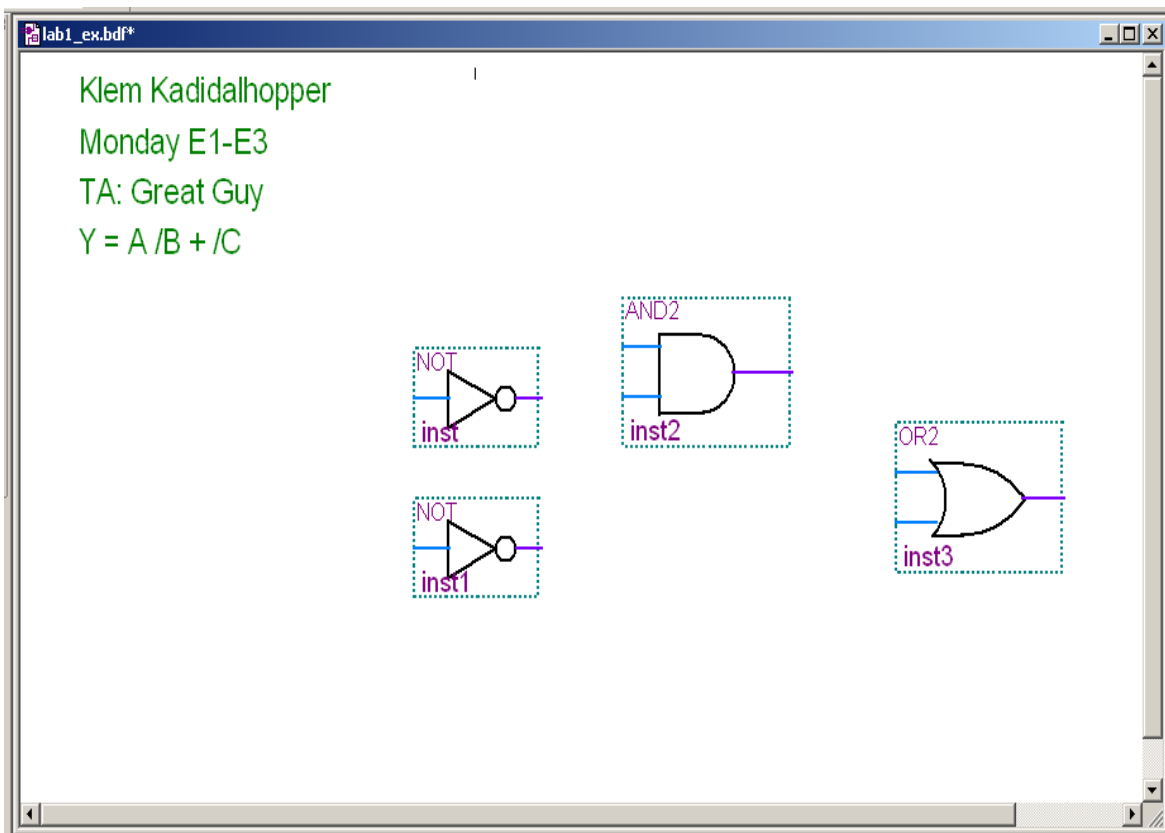 lab1_ex.bdf*
Klem Kadidalhopper
Monday E1-E3
TA: Great Guy
Y = A /B + /C
AND2
inst2
NOT
inst
OR2
inst3
NOT
inst1